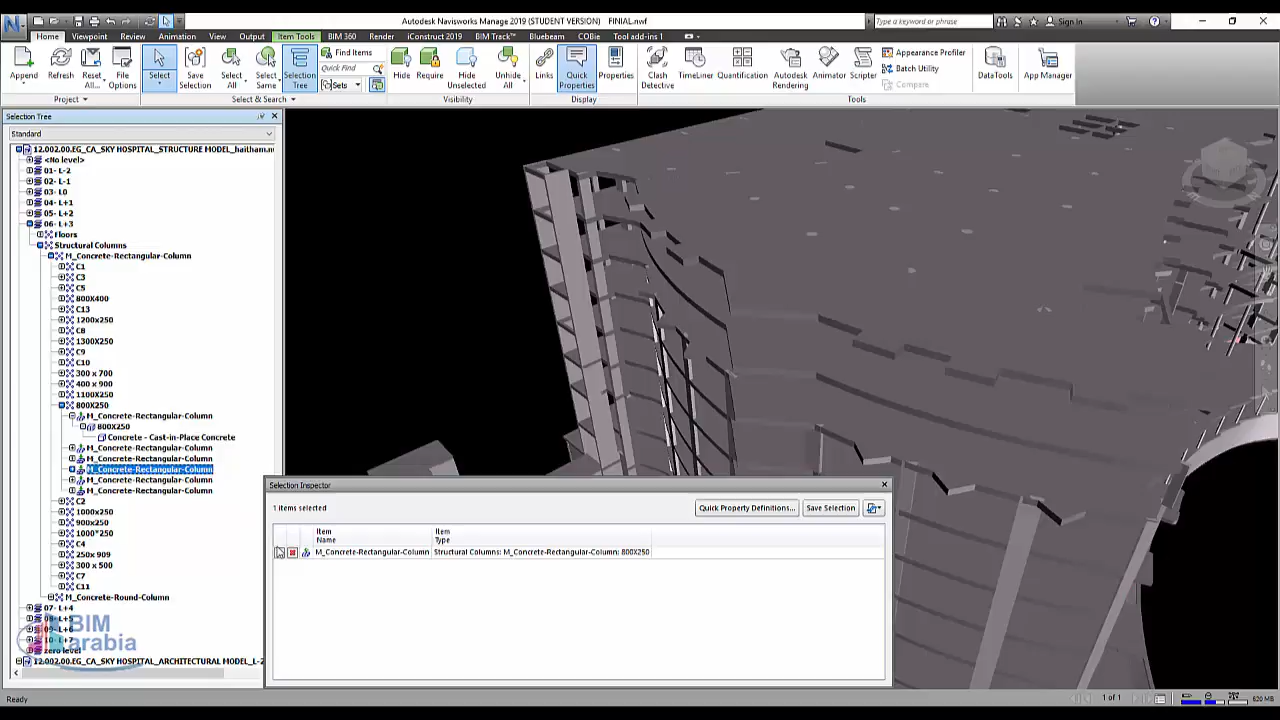 Autodesk Navisworks Manage 2019 (STUDENT VERSION) FINIAL.nwf
Type a keyword or phrase
Sign In
Home Viewpoint Review Animation View Output Item Tools BIM 360 Render iConstruct 2019 BIM Track™ Bluebeam COBie Tool add-ins 1
Append Refresh Reset All... File Options
Project
Select Save Selection Select All Select Same Selection Tree
Find Items
Quick Find
Sets
Select & Search
Hide Require Hide Unselected Unhide All
Visibility
Links Quick Properties Properties
Display
Clash Detective TimeLiner Quantification Autodesk Rendering Animator Scripter
Appearance Profiler
Batch Utility
Compare
Tools
DataTools App Manager
Selection Tree
Standard
12.002.00.EG_CA_SKY HOSPITAL_STRUCTURE MODEL_haitham.n
<No level>
01- L-2
02- L-1
03- L0
04- L+1
05- L+2
06- L+3
Floors
Structural Columns
M_Concrete-Rectangular-Column
C1
C3
C5
800X400
C13
1200x250
C8
1300X250
C9
C10
300 x 700
400 x 900
1100X250
800X250
M_Concrete-Rectangular-Column
800X250
Concrete - Cast-in-Place Concrete
M_Concrete-Rectangular-Column
M_Concrete-Rectangular-Column
M_Concrete-Rectangular-Column
M_Concrete-Rectangular-Column
M_Concrete-Rectangular-Column
C2
1000x250
900x250
1000*250
C4
250x 909
300 x 500
C7
C11
M_Concrete-Round-Column
07- L+4
08- L+5
09- L+6
10- L+7
zero level
12.002.00.EG_CA_SKY HOSPITAL_ARCHITECTURAL MODEL_L-2
BIM
arabia
Selection Inspector
1 items selected
Quick Property Definitions... Save Selection
Item Name Item Type
M_Concrete-Rectangular-Column Structural Columns: M_Concrete-Rectangular-Column: 800X250
Ready
1 of 1
820 MB